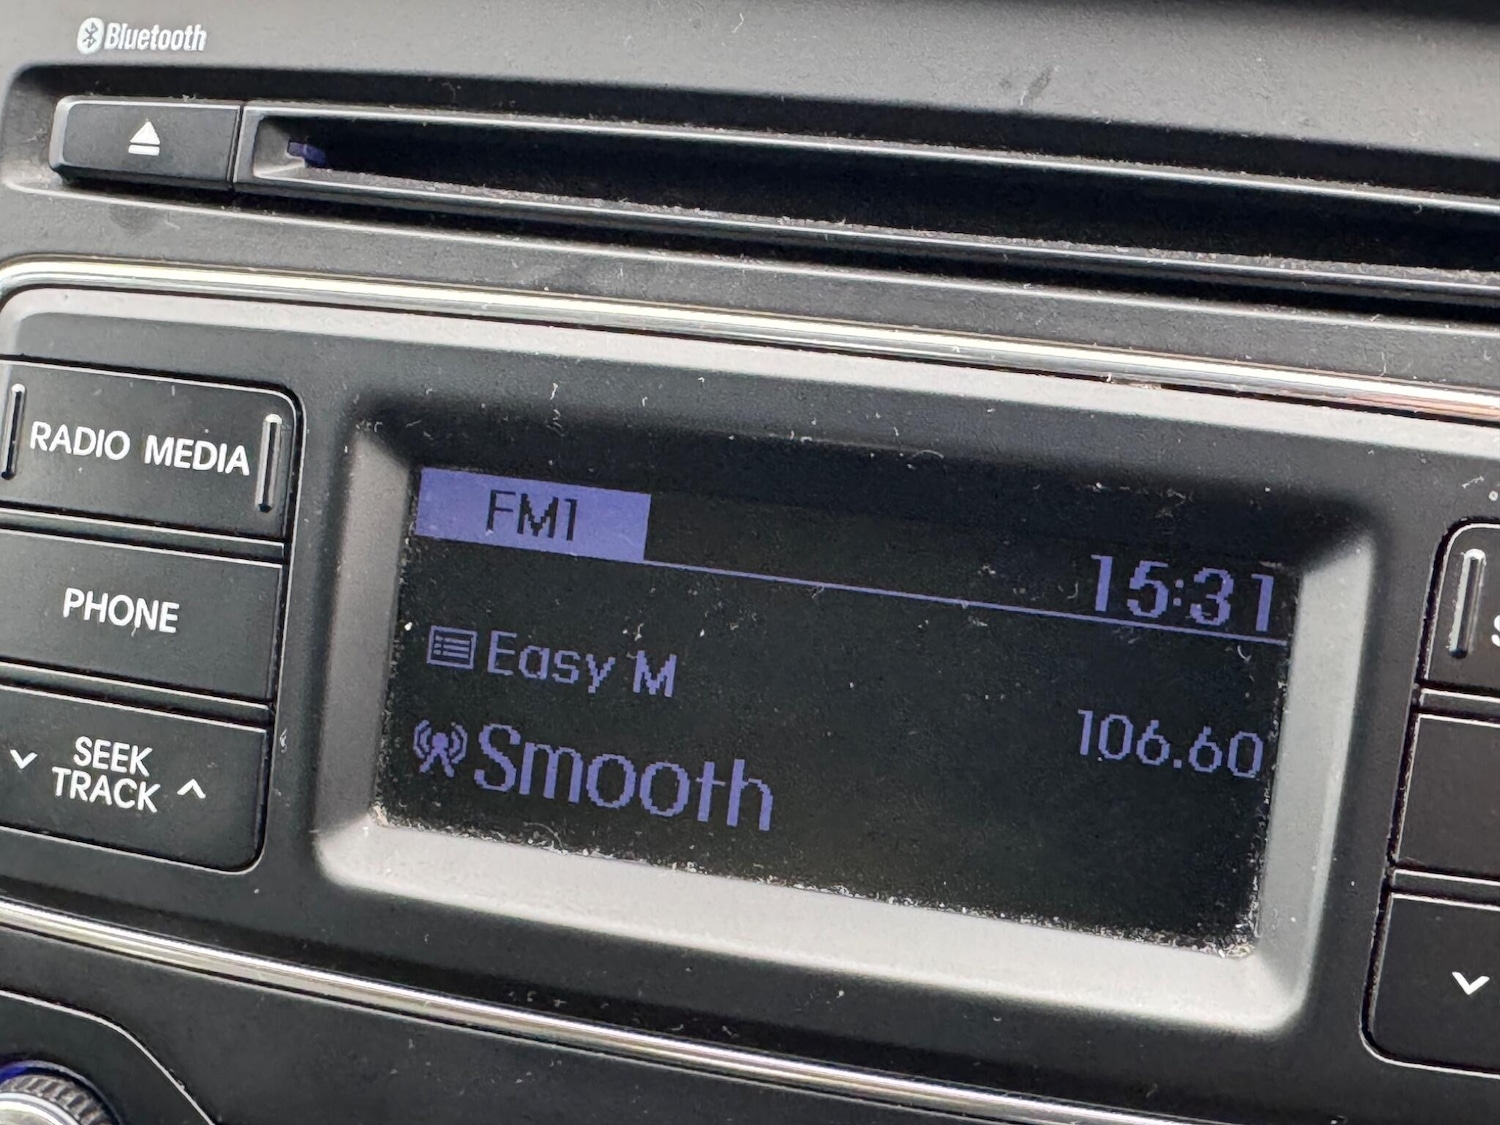 Bluetooth
RADIO MEDIA
PHONE
SEEK
TRACK
FM1
15:31
Easy M
106.60
Smooth